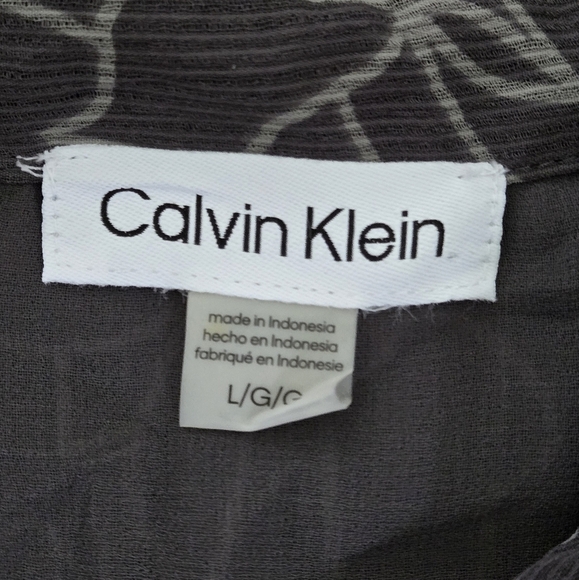 Calvin Klein
made in Indonesia
hecho en Indonesia
fabriqué en Indonesie
L/G/G